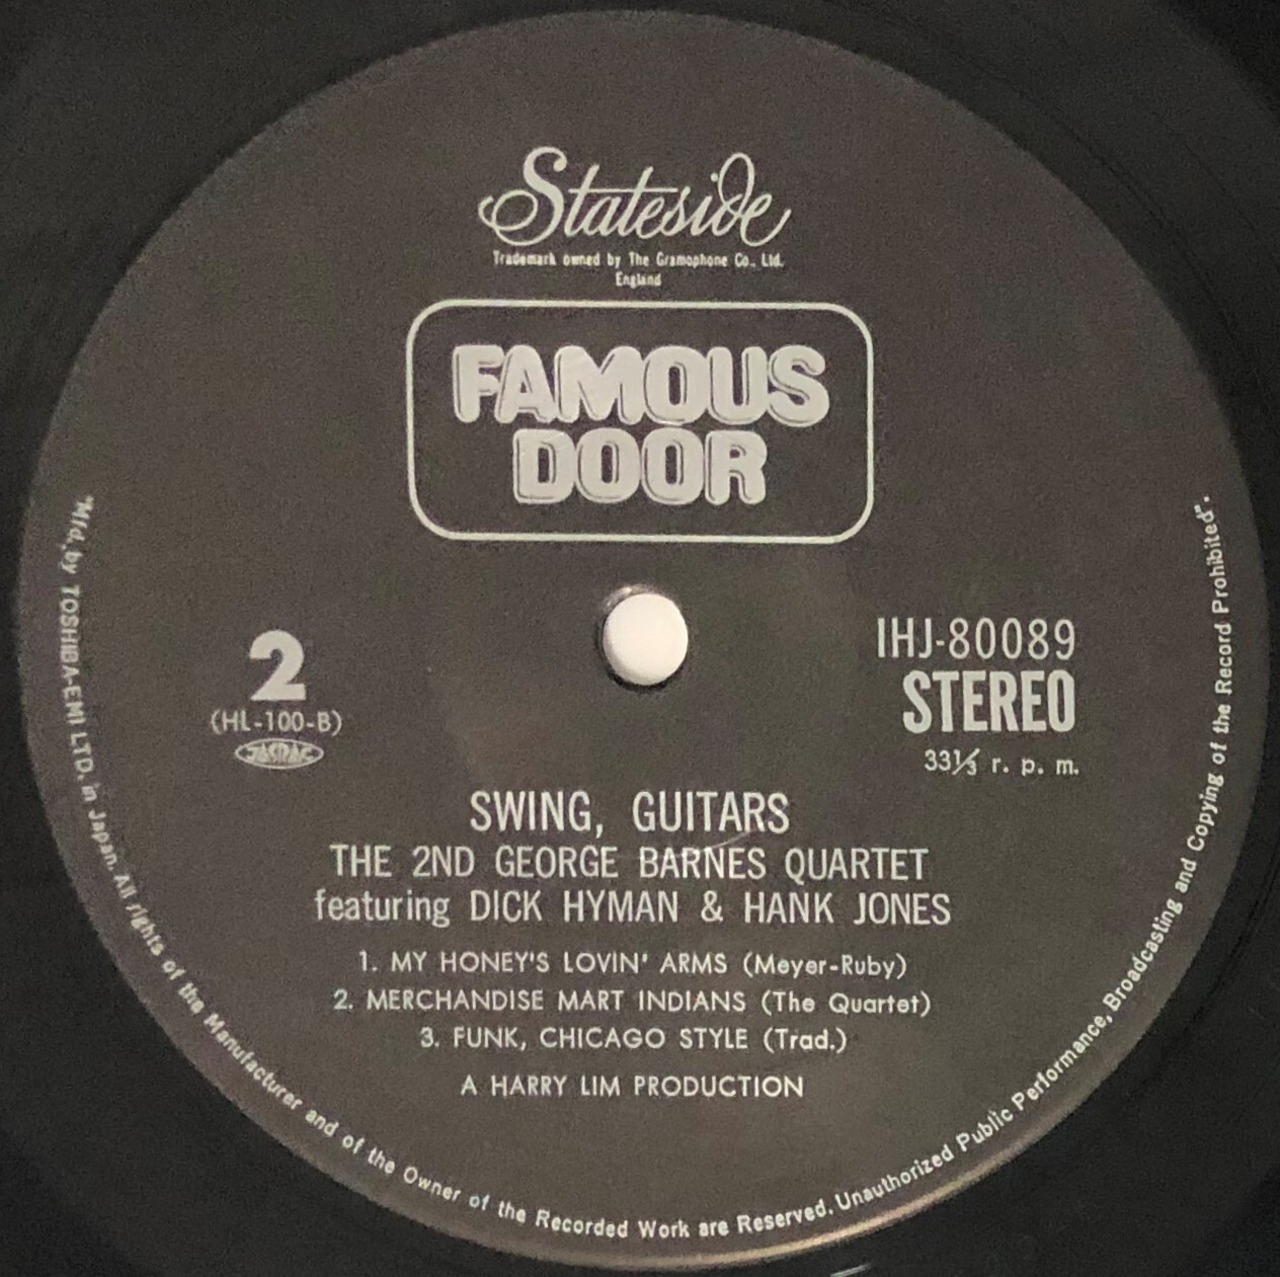 Stateside
Trademark owned by The Gramophone Co., Ltd.
England
FAMOUS
DOOR
2
(HL-100-B)
JASRAC
IHJ-80089
STEREO
33⅓ r. p. m.
SWING, GUITARS
THE 2ND GEORGE BARNES QUARTET
featuring DICK HYMAN & HANK JONES
1. MY HONEY'S LOVIN' ARMS (Meyer-Ruby)
2. MERCHANDISE MART INDIANS (The Quartet)
3. FUNK, CHICAGO STYLE (Trad.)
A HARRY LIM PRODUCTION
"Mfd. by TOSHIBA-EMI LTD. in Japan. All rights of the Manufacturer and of the Owner of the Recorded Work are Reserved. Unauthorized Public Performance, Broadcasting and Copying of the Record Prohibited".